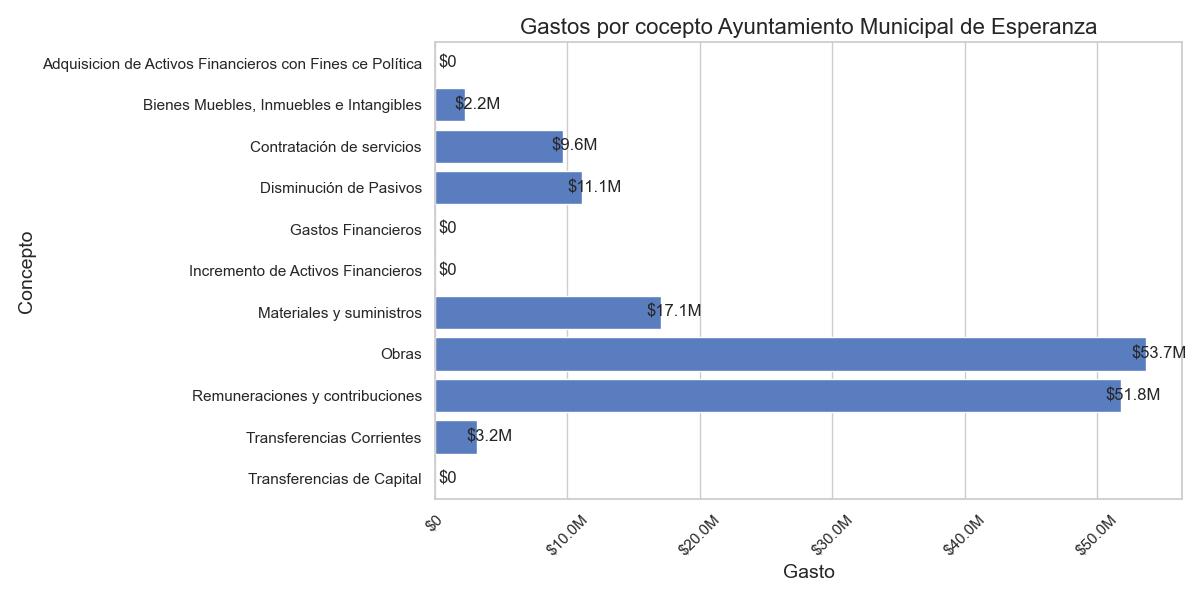 Gastos por cocepto Ayuntamiento Municipal de Esperanza
Concepto
Adquisicion de Activos Financieros con Fines ce Política $0
Bienes Muebles, Inmuebles e Intangibles $2.2M
Contratación de servicios $9.6M
Disminución de Pasivos $11.1M
Gastos Financieros $0
Incremento de Activos Financieros $0
Materiales y suministros $17.1M
Obras $53.7M
Remuneraciones y contribuciones $51.8M
Transferencias Corrientes $3.2M
Transferencias de Capital $0
$0 $10.0M $20.0M $30.0M $40.0M $50.0M
Gasto